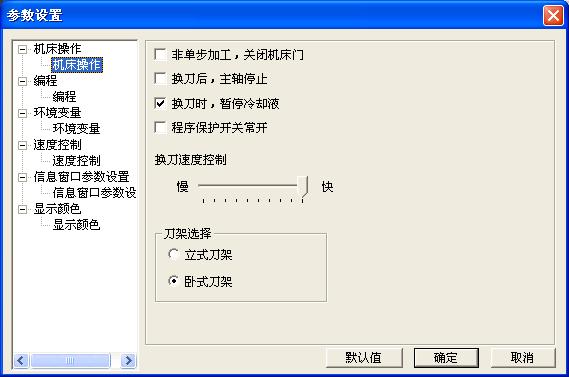 参数设置
机床操作
机床操作
编程
编程
环境变量
环境变量
速度控制
速度控制
信息窗口参数设置
信息窗口参数设
显示颜色
显示颜色
非单步加工，关闭机床门
换刀后，主轴停止
换刀时，暂停冷却液
程序保护开关常开
换刀速度控制
慢 快
刀架选择
立式刀架
卧式刀架
默认值 确定 取消